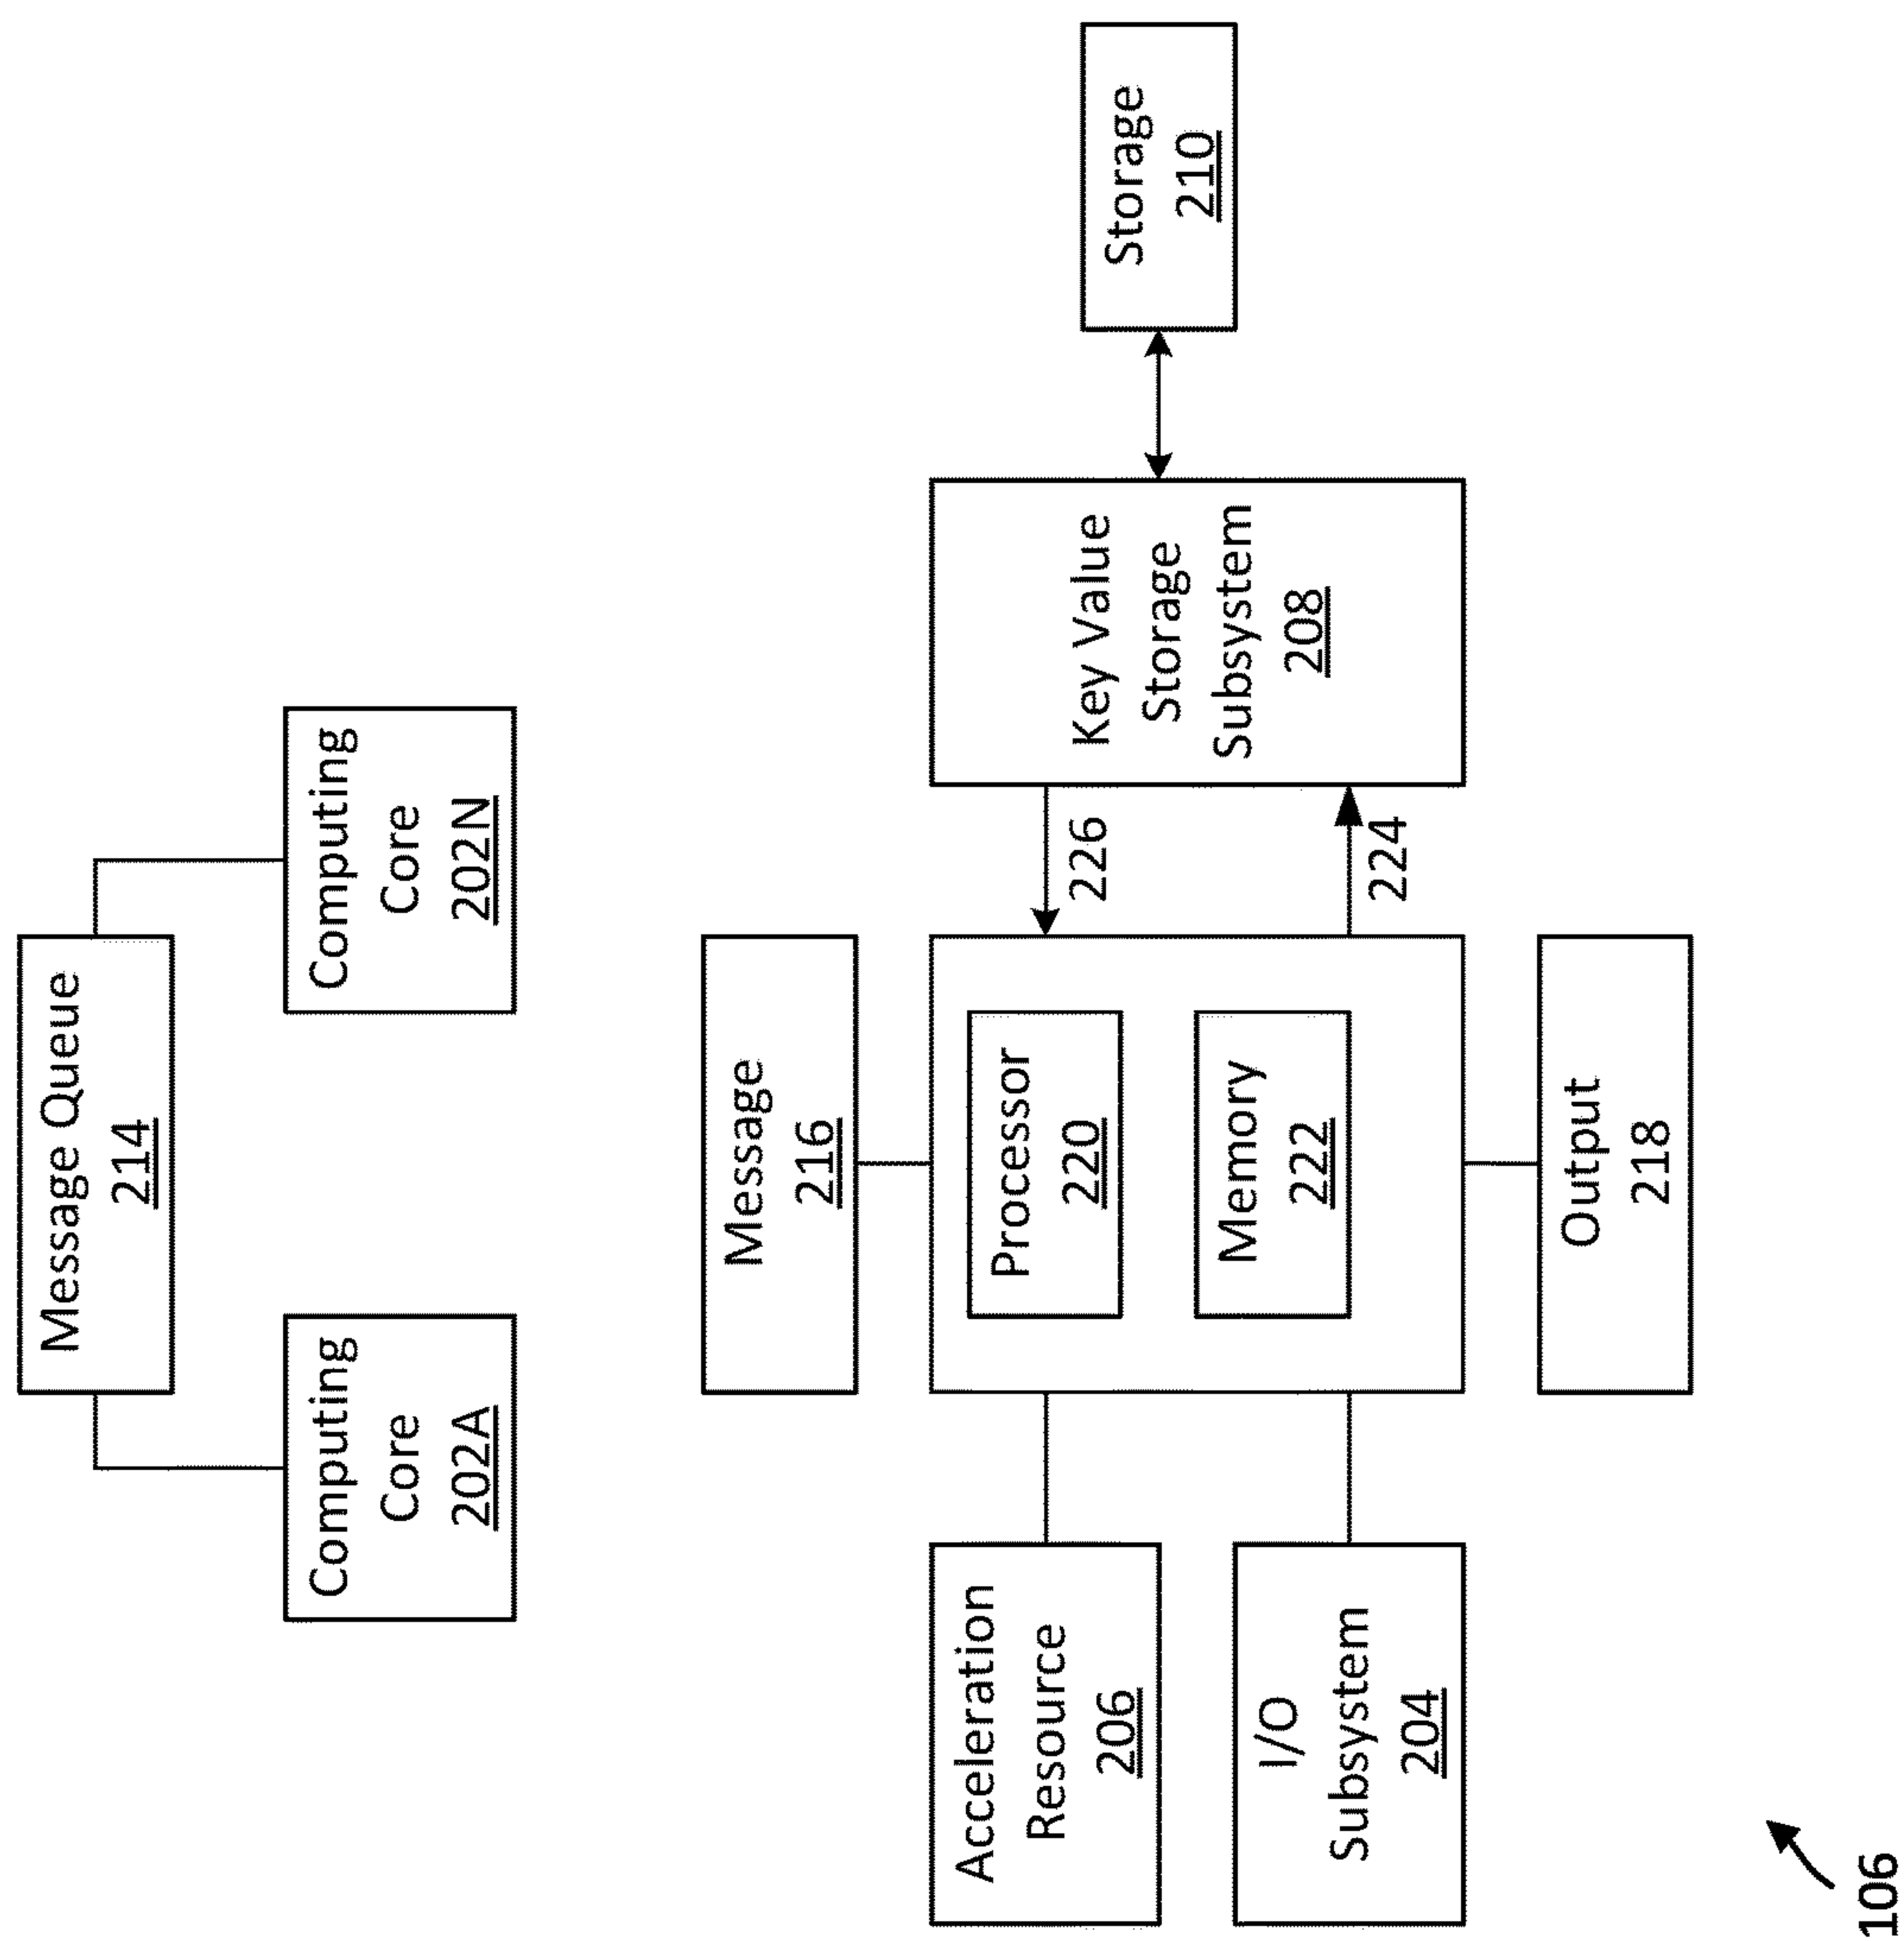 Message Queue
214
Computing
Core
202A
Computing
Core
202N
Message
216
Acceleration
Resource
206
I/O
Subsystem
204
Processor
220
Memory
222
226
224
Key Value
Storage
Subsystem
208
Storage
210
Output
218
106